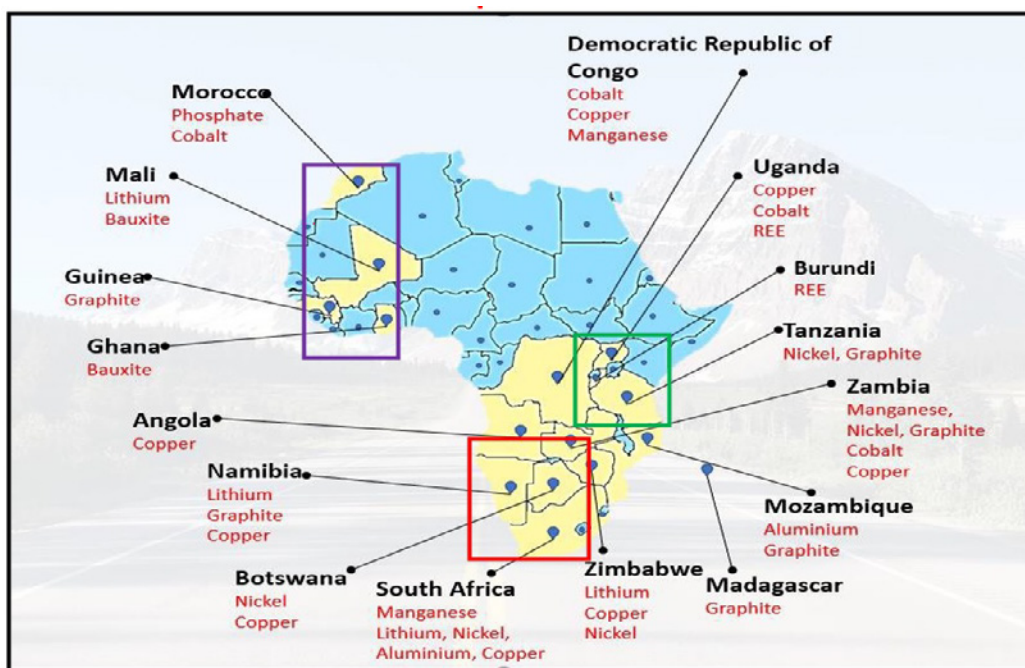 Democratic Republic of
Congo
Cobalt
Copper
Manganese
Morocco
Phosphate
Cobalt
Mali
Lithium
Bauxite
Guinea
Graphite
Ghana
Bauxite
Angola
Copper
Namibia
Lithium
Graphite
Copper
Botswana
Nickel
Copper
South Africa
Manganese
Lithium, Nickel,
Aluminium, Copper
Zimbabwe
Lithium
Copper
Nickel
Madagascar
Graphite
Mozambique
Aluminium
Graphite
Zambia
Manganese,
Nickel, Graphite
Cobalt
Copper
Tanzania
Nickel, Graphite
Burundi
REE
Uganda
Copper
Cobalt
REE